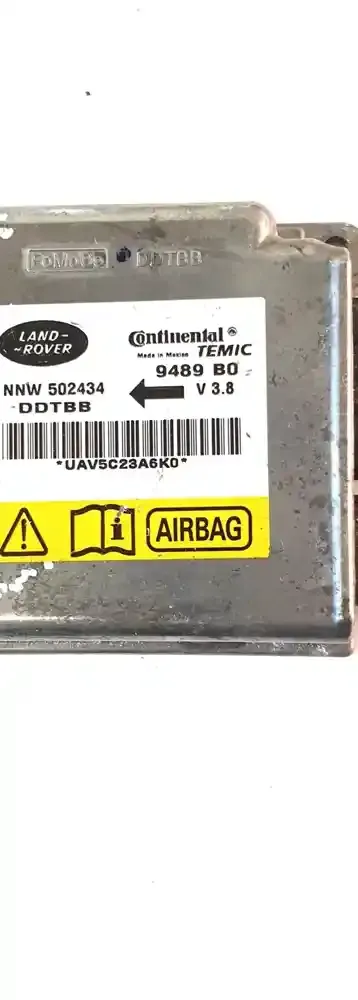 FoMoCo DDTBB
LAND-
~ROVER
Continental
Made in Mexico TEMIC
9489 B0
NNW 502434
V 3.8
DDTBB
*UAV5C23A6K0*
AIRBAG